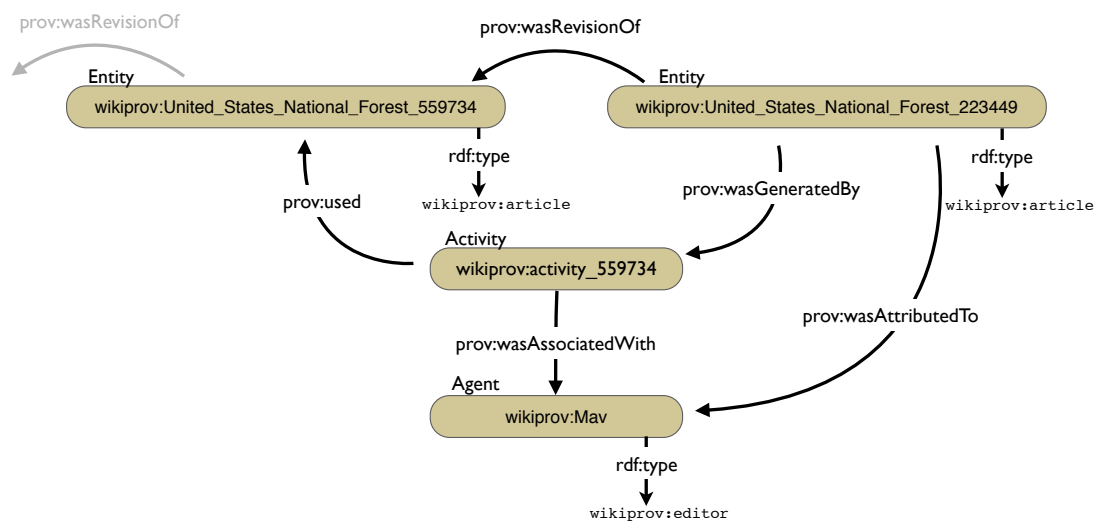 prov:wasRevisionOf
prov:wasRevisionOf
Entity
Entity
wikiprov:United_States_National_Forest_559734
wikiprov:United_States_National_Forest_223449
rdf:type
rdf:type
prov:used
prov:wasGeneratedBy
wikiprov:article
wikiprov:article
Activity
wikiprov:activity_559734
prov:wasAttributedTo
prov:wasAssociatedWith
Agent
wikiprov:Mav
rdf:type
wikiprov:editor